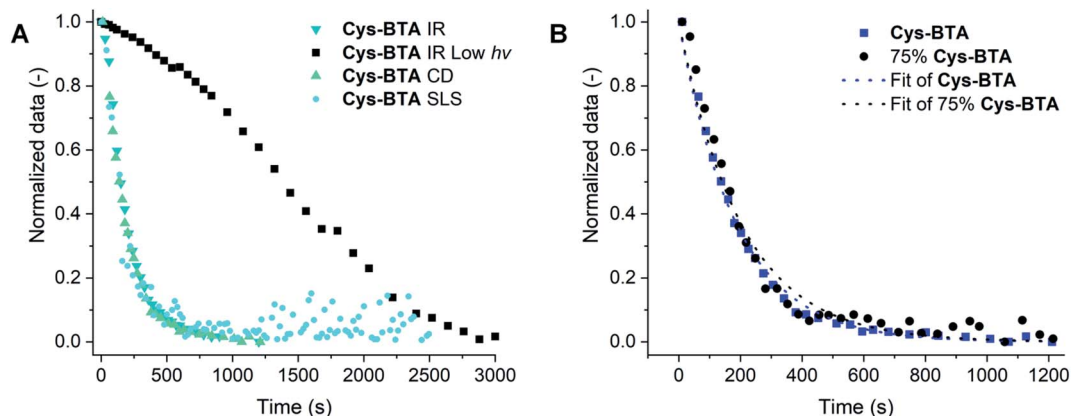 A
Normalized data (-)
1.0
0.8
0.6
0.4
0.2
0.0
Cys-BTA IR
Cys-BTA IR Low hν
Cys-BTA CD
Cys-BTA SLS
0 500 1000 1500 2000 2500 3000
Time (s)
B
Normalized data (-)
1.0
0.8
0.6
0.4
0.2
0.0
Cys-BTA
75% Cys-BTA
Fit of Cys-BTA
Fit of 75% Cys-BTA
0 200 400 600 800 1000 1200
Time (s)